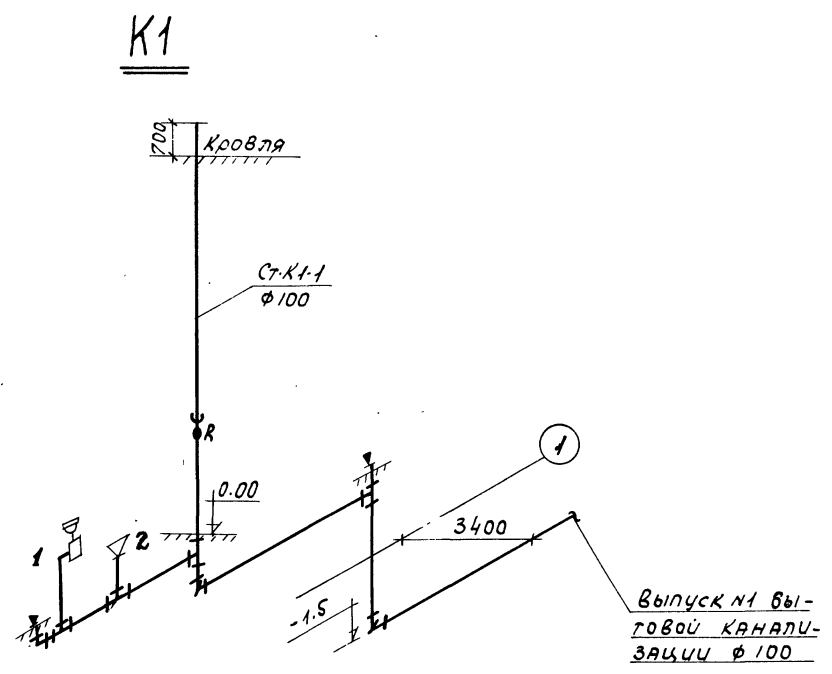 К1
700
Кровля
Ст.К1-1
Ф100
R
0.00
1
1
2
3400
-1.5
Выпуск N1 бы-
товой канали-
зации Ф 100